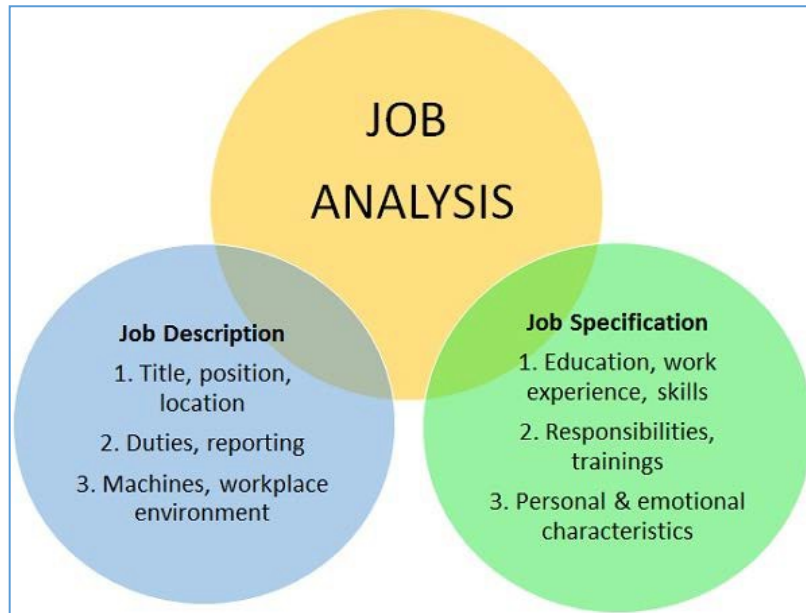 JOB
ANALYSIS
Job Description
1. Title, position,
location
2. Duties, reporting
3. Machines, workplace
environment
Job Specification
1. Education, work
experience, skills
2. Responsibilities,
trainings
3. Personal & emotional
characteristics